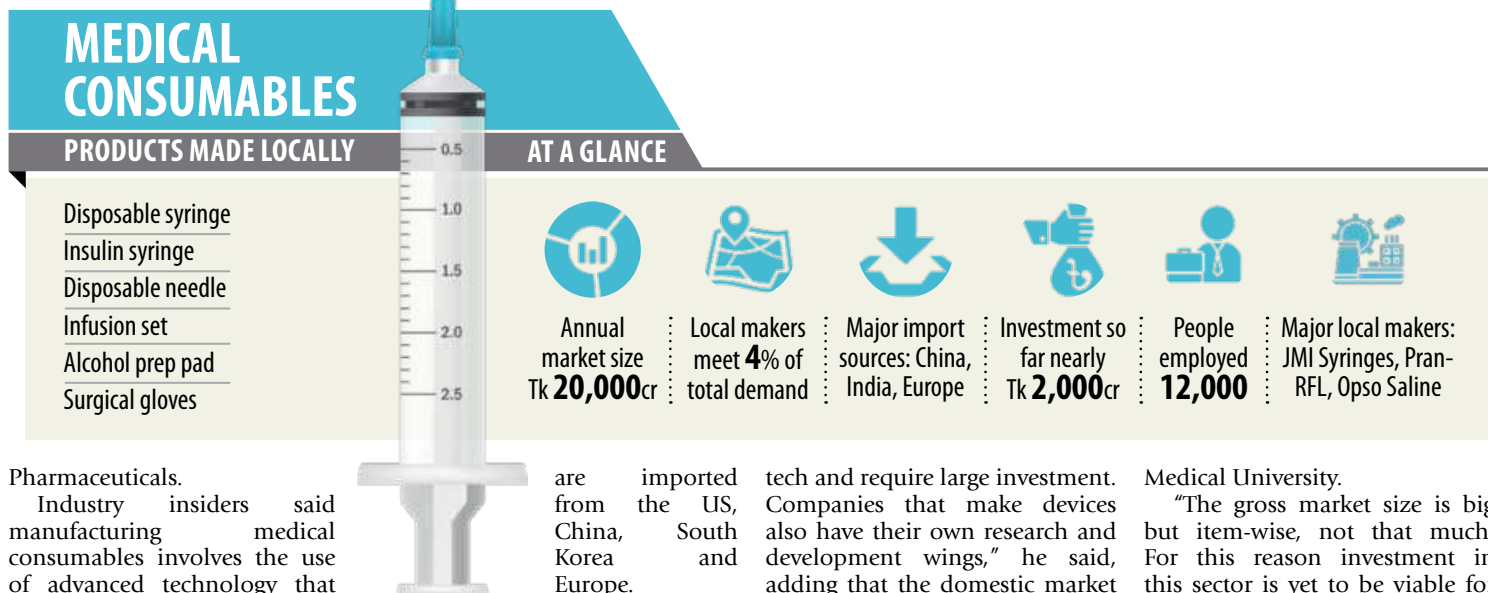 MEDICAL
CONSUMABLES
PRODUCTS MADE LOCALLY
Disposable syringe
Insulin syringe
Disposable needle
Infusion set
Alcohol prep pad
Surgical gloves
0.5
1.0
1.5
2.0
2.5
AT A GLANCE
Annual
market size
Tk 20,000cr
Local makers
meet 4% of
total demand
Major import
sources: China,
India, Europe
৳
Investment so
far nearly
Tk 2,000cr
People
employed
12,000
Major local makers:
JMI Syringes, Pran-
RFL, Opso Saline
Pharmaceuticals.
Industry insiders said
manufacturing medical
consumables involves the use
of advanced technology that
are imported
from the US,
China, South
Korea and
Europe.
tech and require large investment.
Companies that make devices
also have their own research and
development wings,” he said,
adding that the domestic market
Medical University.
“The gross market size is big
but item-wise, not that much.
For this reason investment in
this sector is yet to be viable for